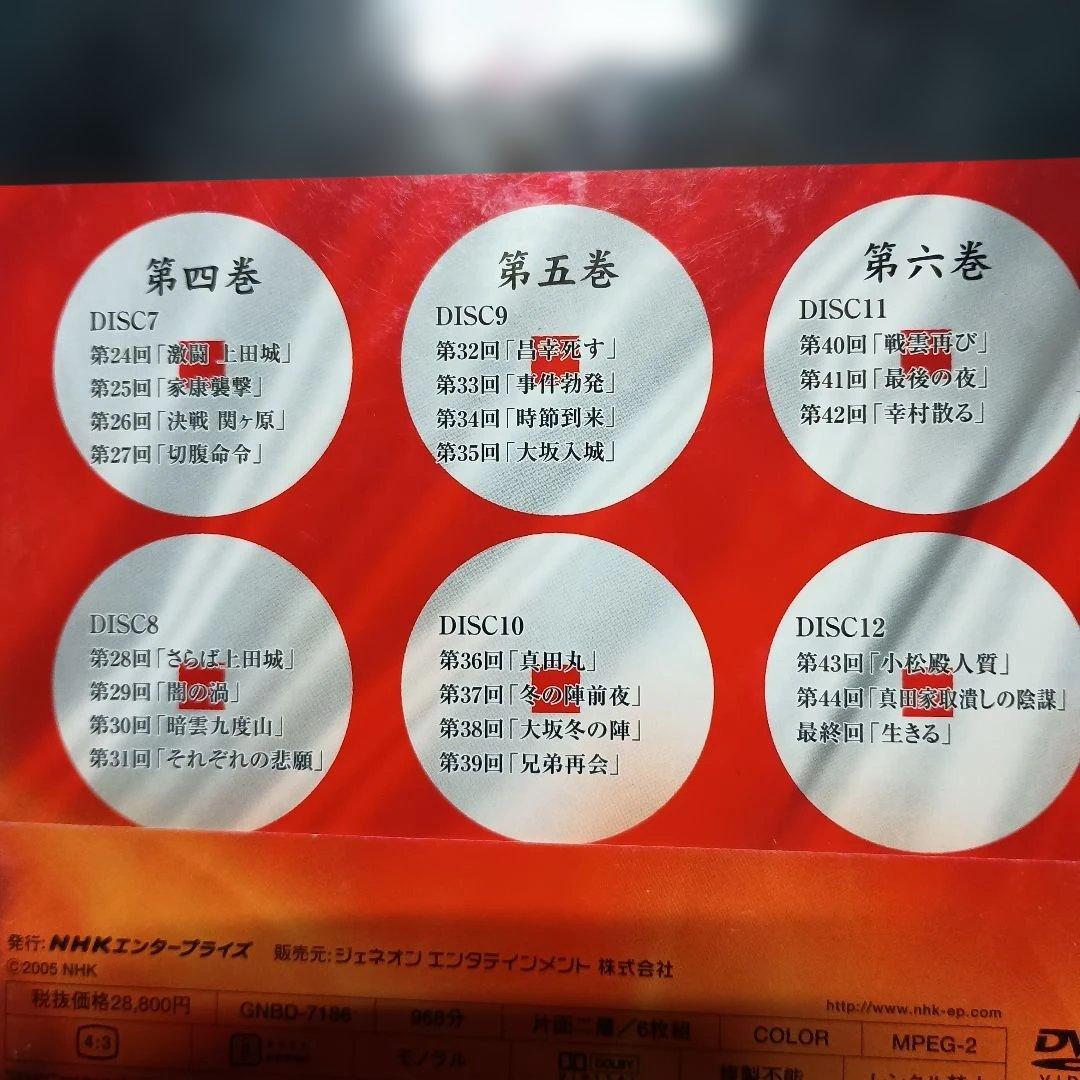 第四巻
DISC7
第24回「激闘 上田城」
第25回「家康襲撃」
第26回「決戦 関ヶ原」
第27回「切腹命令」
第五巻
DISC9
第32回「昌幸死す」
第33回「事件勃発」
第34回「時節到来」
第35回「大坂入城」
第六巻
DISC11
第40回「戦雲再び」
第41回「最後の夜」
第42回「幸村散る」
DISC8
第28回「さらば上田城」
第29回「闇の渦」
第30回「暗雲九度山」
第31回「それぞれの悲願」
DISC10
第36回「真田丸」
第37回「冬の陣前夜」
第38回「大坂冬の陣」
第39回「兄弟再会」
DISC12
第43回「小松殿人質」
第44回「真田家取潰しの陰謀」
最終回「生きる」
発行:NHKエンタープライズ 販売元:ジェネオン エンタテインメント 株式会社
©2005 NHK
http://www.nhk-ep.com
税抜価格28,800円 GNBD-7186 968分 片面二層/6枚組 COLOR MPEG-2
4:3 2 モノラル DOLBY 複製不能